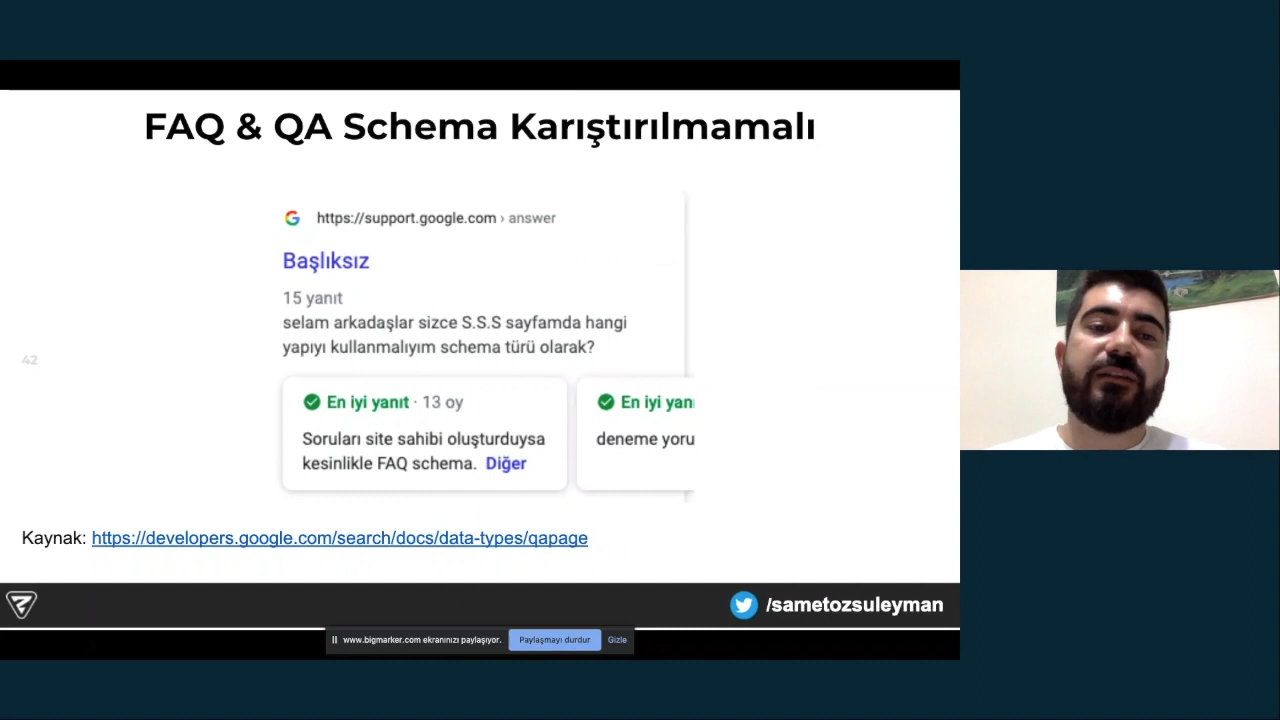 FAQ & QA Schema Karıştırılmamalı
https://support.google.com › answer
Başlıksız
15 yanıt
selam arkadaşlar sizce S.S.S sayfamda hangi
yapıyı kullanmalıyım schema türü olarak?
42
En iyi yanıt · 13 oy
Soruları site sahibi oluşturduysa
kesinlikle FAQ schema. Diğer
En iyi yanı
deneme yoru
Kaynak: https://developers.google.com/search/docs/data-types/qapage
/sametozsuleyman
www.bigmarker.com ekranınızı paylaşıyor. Paylaşmayı durdur Gizle